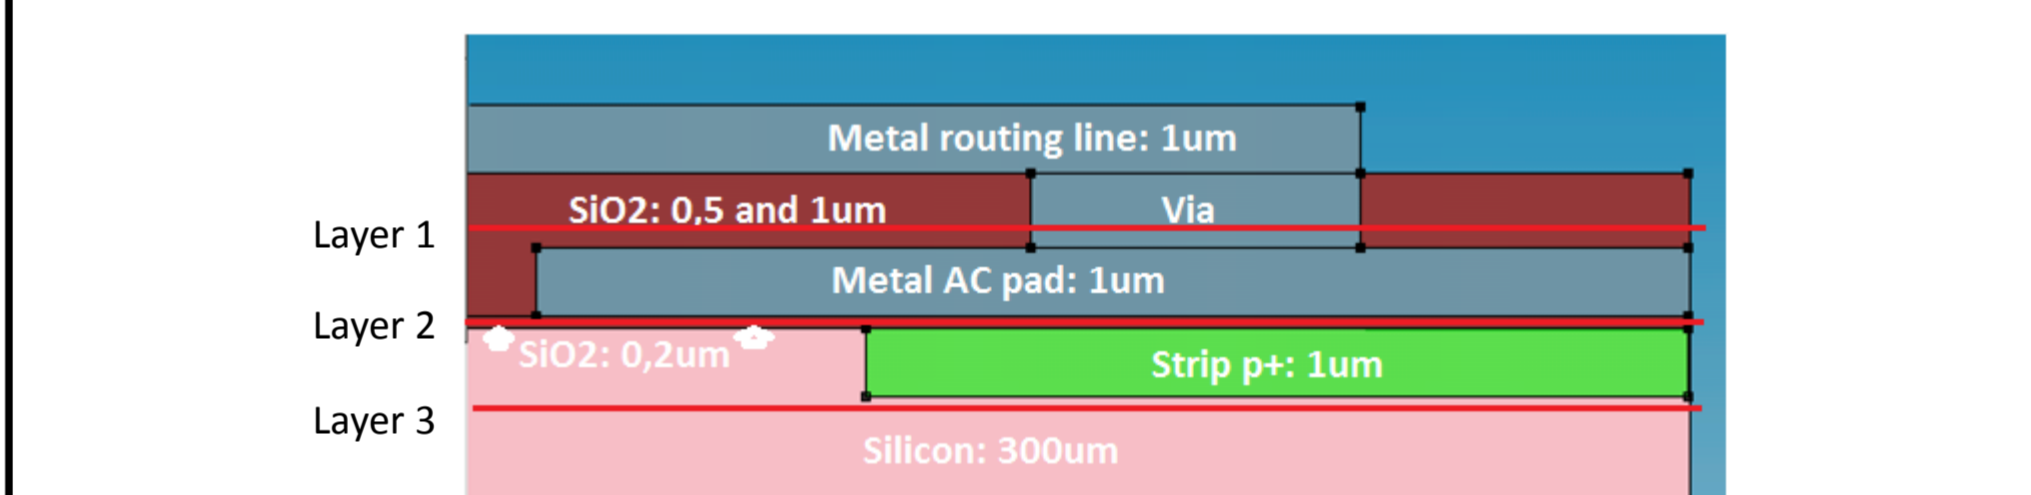 Metal routing line: 1um
SiO2: 0,5 and 1um
Via
Layer 1
Metal AC pad: 1um
Layer 2
SiO2: 0,2um
Strip p+: 1um
Layer 3
Silicon: 300um